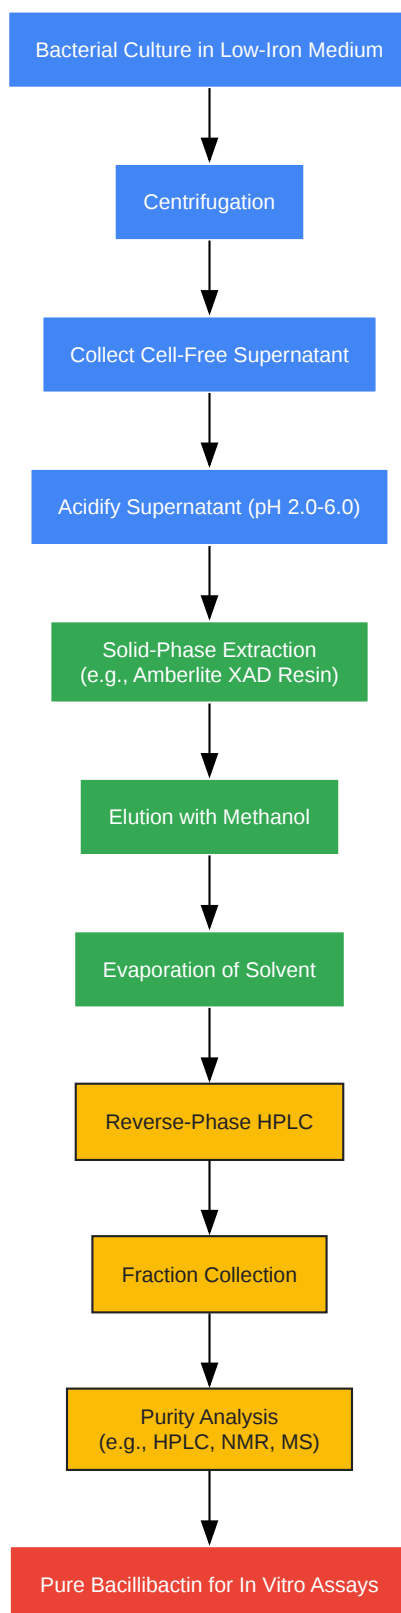 Bacterial Culture in Low-Iron Medium
Centrifugation
Collect Cell-Free Supernatant
Acidify Supernatant (pH 2.0-6.0)
Solid-Phase Extraction
(e.g., Amberlite XAD Resin)
Elution with Methanol
Evaporation of Solvent
Reverse-Phase HPLC
Fraction Collection
Purity Analysis
(e.g., HPLC, NMR, MS)
Pure Bacillibactin for In Vitro Assays